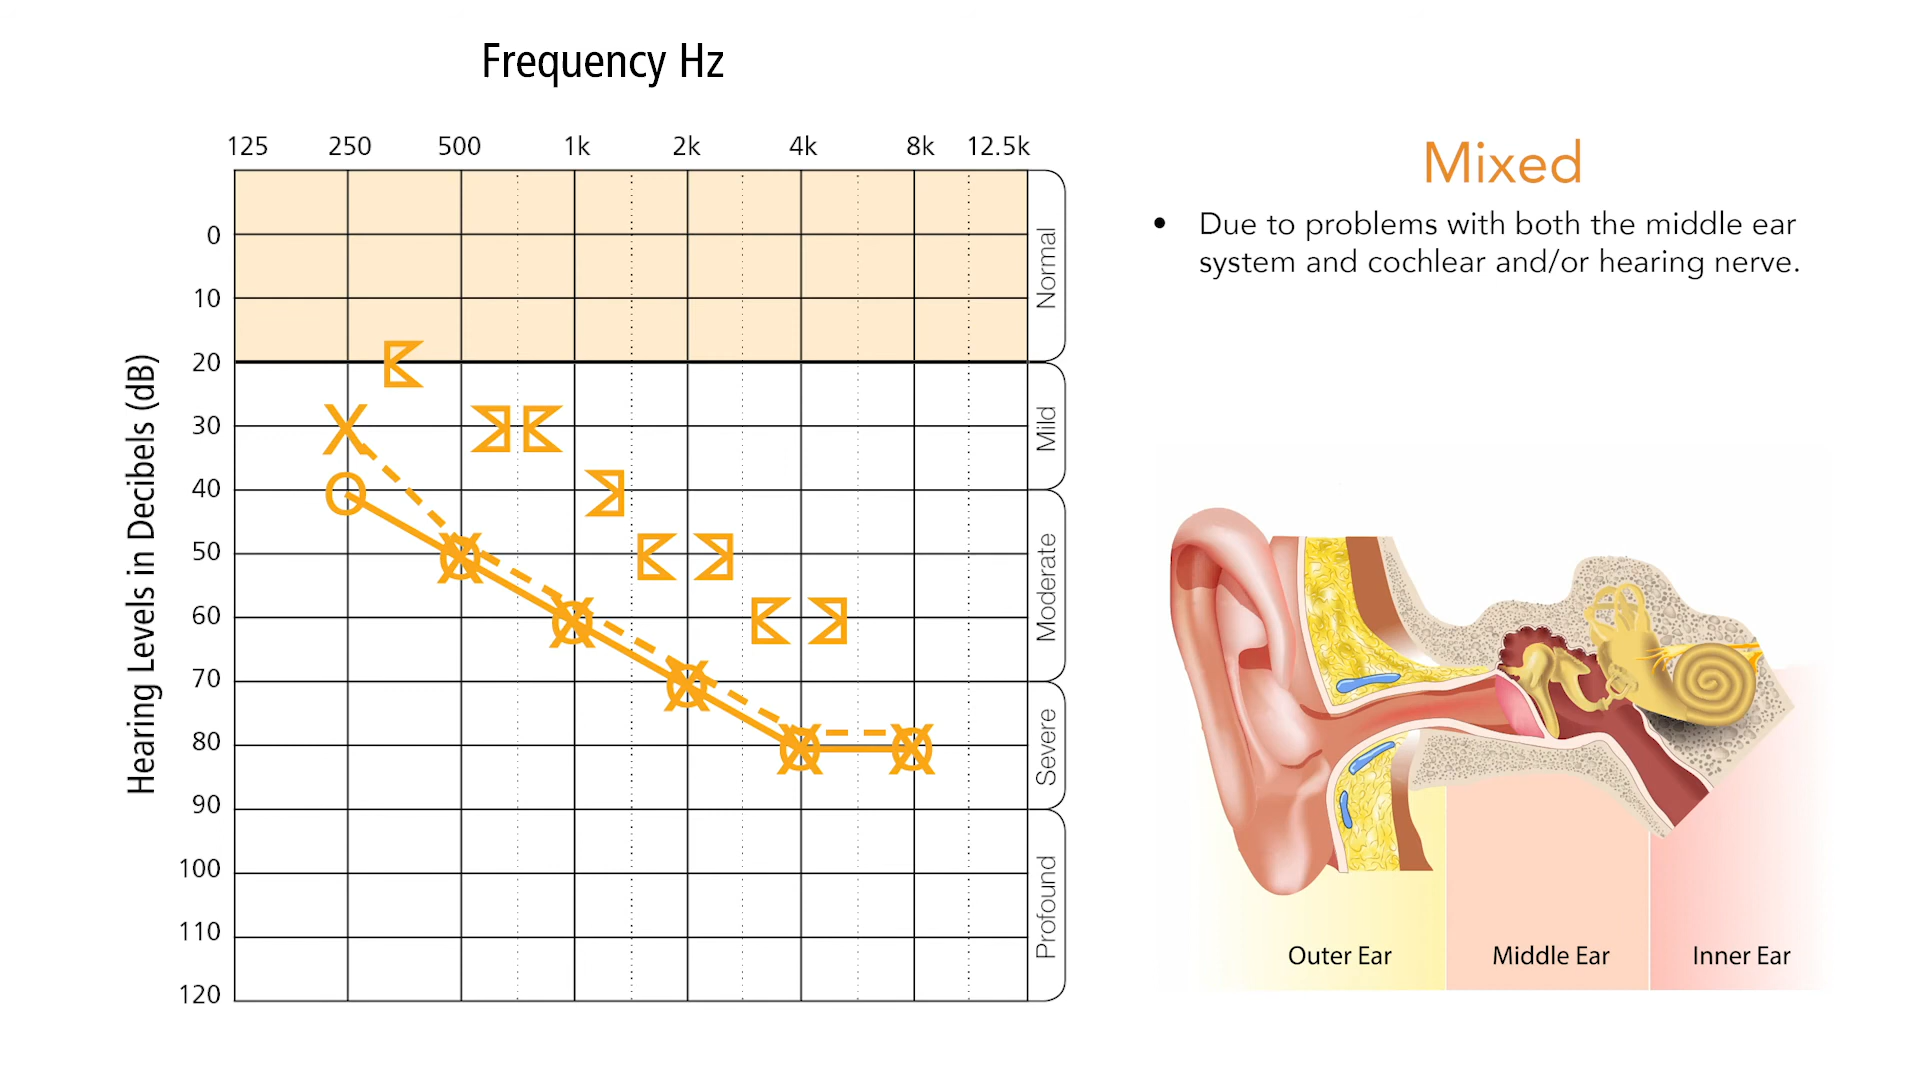 Frequency Hz
125 250 500 1k 2k 4k 8k 12.5k
Hearing Levels in Decibels (dB)
0
10
20
30
40
50
60
70
80
90
100
110
120
Normal
Mild
Moderate
Severe
Profound
Mixed
• Due to problems with both the middle ear
system and cochlear and/or hearing nerve.
Outer Ear Middle Ear Inner Ear